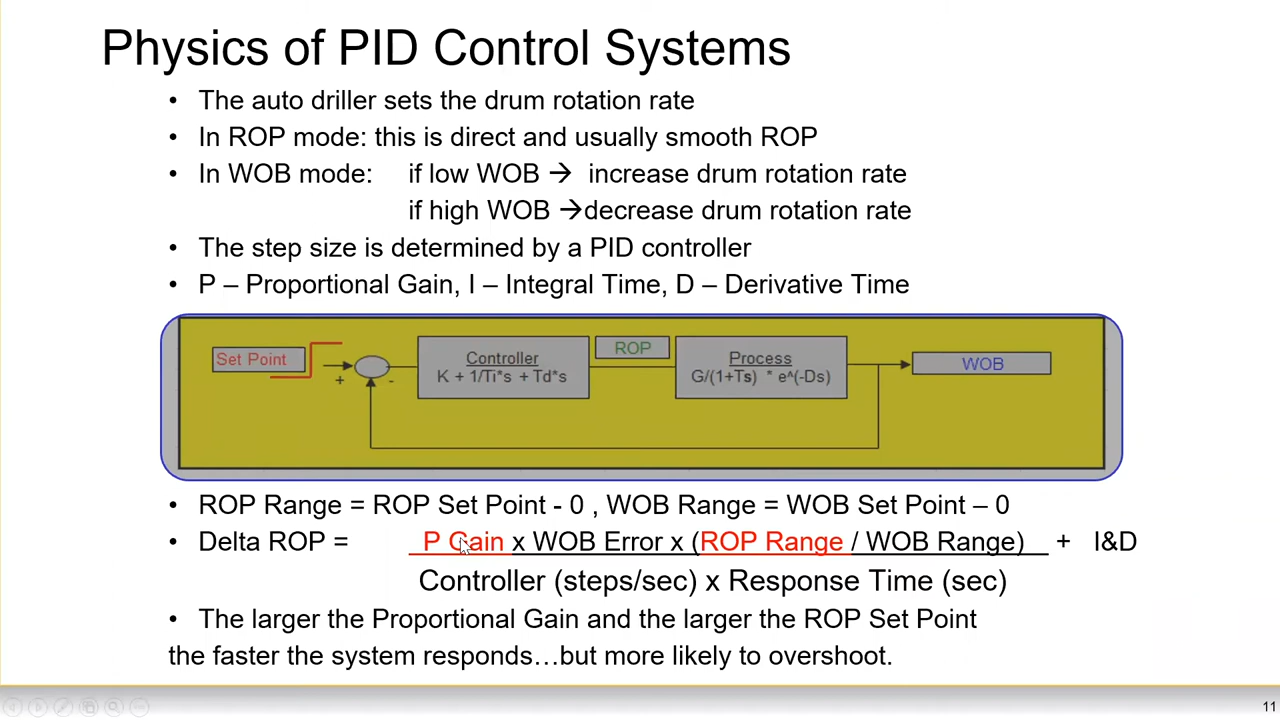 Physics of PID Control Systems
• The auto driller sets the drum rotation rate
• In ROP mode: this is direct and usually smooth ROP
• In WOB mode: if low WOB → increase drum rotation rate
if high WOB → decrease drum rotation rate
• The step size is determined by a PID controller
• P – Proportional Gain, I – Integral Time, D – Derivative Time
Set Point
+
-
Controller
K + 1/Ti*s + Td*s
ROP
Process
G/(1+Ts) * e^(-Ds)
WOB
• ROP Range = ROP Set Point - 0 , WOB Range = WOB Set Point – 0
• Delta ROP = P Gain x WOB Error x (ROP Range / WOB Range) + I&D
Controller (steps/sec) x Response Time (sec)
• The larger the Proportional Gain and the larger the ROP Set Point
the faster the system responds…but more likely to overshoot.
11